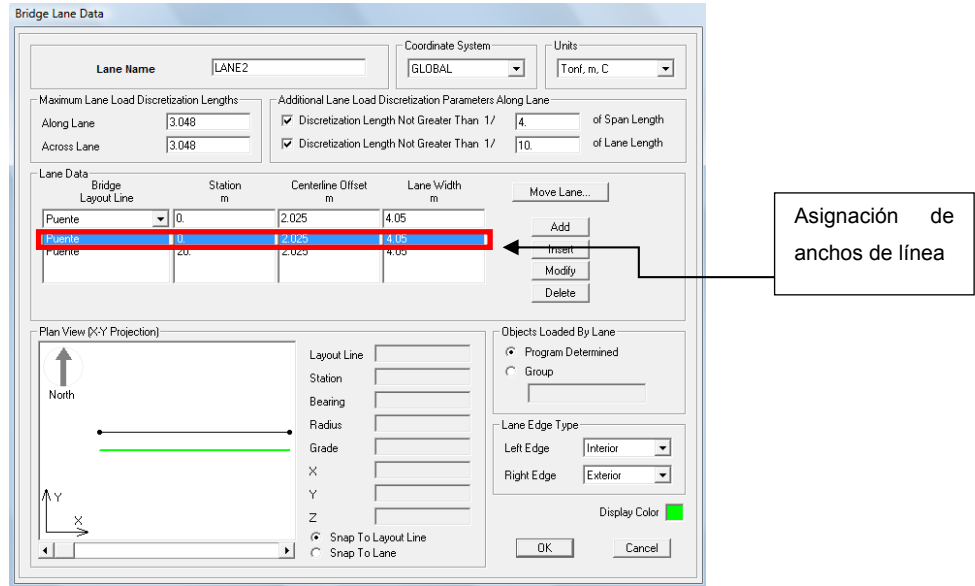 Bridge Lane Data
Lane Name LANE2
Coordinate System
GLOBAL
Units
Tonf, m, C
Maximum Lane Load Discretization Lengths
Along Lane 3.048
Across Lane 3.048
Additional Lane Load Discretization Parameters Along Lane
Discretization Length Not Greater Than 1/ 4. of Span Length
Discretization Length Not Greater Than 1/ 10. of Lane Length
Lane Data
Bridge Layout Line Station m Centerline Offset m Lane Width m
Puente 0. 2.025 4.05
Puente 0. 2.025 4.05
Puente 20. 2.025 4.05
Move Lane...
Add
Insert
Modify
Delete
Asignación de
anchos de línea
Plan View (X-Y Projection)
North
Y
X
Layout Line
Station
Bearing
Radius
Grade
X
Y
Z
Snap To Layout Line
Snap To Lane
Objects Loaded By Lane
Program Determined
Group
Lane Edge Type
Left Edge Interior
Right Edge Exterior
Display Color
OK
Cancel